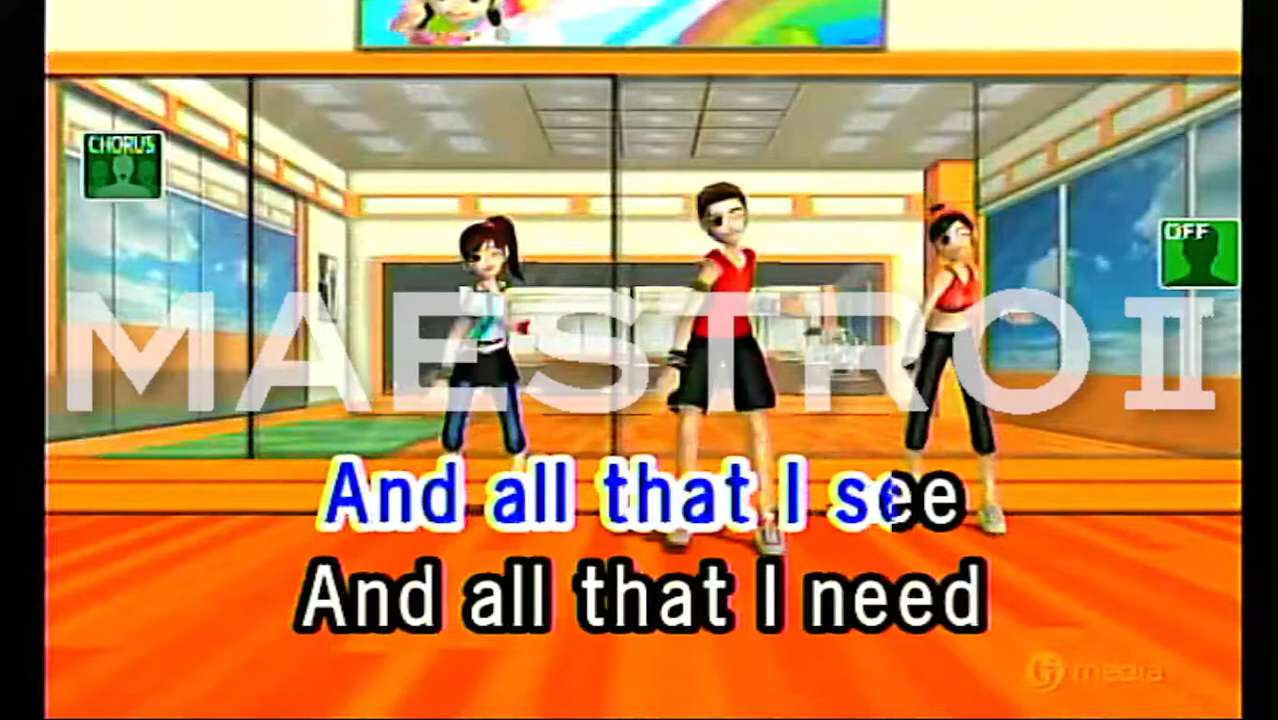 CHORUS
OFF
MAESTRO II
And all that I see
And all that I need
media